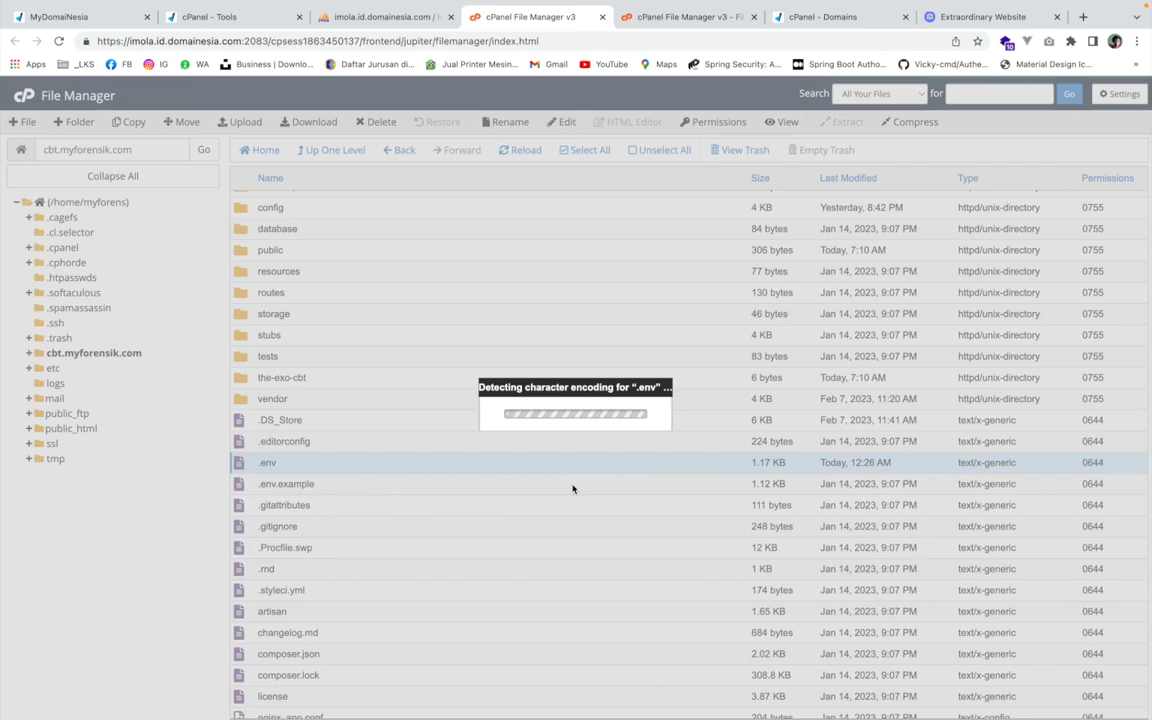 MyDomaiNesia
cPanel - Tools
imola.id.domainesia.com / l
cPanel File Manager v3
cPanel File Manager v3 - Fi
cPanel - Domains
Extraordinary Website
https://imola.id.domainesia.com:2083/cpsess1863450137/frontend/jupiter/filemanager/index.html
10
Apps
_LKS
FB
IG
2
WA
Business | Downlo...
Daftar Jurusan di...
Jual Printer Mesin...
Gmail
YouTube
Maps
Spring Security: A...
Spring Boot Autho...
Vicky-cmd/Authe...
Material Design Ic...
»
cP File Manager
Search
All Your Files
for
Go
Settings
+ File
+ Folder
Copy
Move
Upload
Download
Delete
Restore
Rename
Edit
HTML Editor
Permissions
View
Extract
Compress
cbt.myforensik.com
Go
Home
Up One Level
Back
Forward
Reload
Select All
Unselect All
View Trash
Empty Trash
Collapse All
(/home/myforens)
.cagefs
.cl.selector
.cpanel
.cphorde
.htpasswds
.softaculous
.spamassassin
.ssh
.trash
cbt.myforensik.com
etc
logs
mail
public_ftp
public_html
ssl
tmp
Name Size Last Modified Type Permissions
config 4 KB Yesterday, 8:42 PM httpd/unix-directory 0755
database 84 bytes Jan 14, 2023, 9:07 PM httpd/unix-directory 0755
public 306 bytes Today, 7:10 AM httpd/unix-directory 0755
resources 77 bytes Jan 14, 2023, 9:07 PM httpd/unix-directory 0755
routes 130 bytes Jan 14, 2023, 9:07 PM httpd/unix-directory 0755
storage 46 bytes Jan 14, 2023, 9:07 PM httpd/unix-directory 0755
stubs 4 KB Jan 14, 2023, 9:07 PM httpd/unix-directory 0755
tests 83 bytes Jan 14, 2023, 9:07 PM httpd/unix-directory 0755
the-exo-cbt 6 bytes Today, 7:10 AM httpd/unix-directory 0755
Detecting character encoding for “.env” ...
vendor 4 KB Feb 7, 2023, 11:20 AM httpd/unix-directory 0755
.DS_Store 6 KB Feb 7, 2023, 11:41 AM text/x-generic 0644
.editorconfig 224 bytes Jan 14, 2023, 9:07 PM text/x-generic 0644
.env 1.17 KB Today, 12:26 AM text/x-generic 0644
.env.example 1.12 KB Jan 14, 2023, 9:07 PM text/x-generic 0644
.gitattributes 111 bytes Jan 14, 2023, 9:07 PM text/x-generic 0644
.gitignore 248 bytes Jan 14, 2023, 9:07 PM text/x-generic 0644
.Procfile.swp 12 KB Jan 14, 2023, 9:07 PM text/x-generic 0644
.rnd 1 KB Jan 14, 2023, 9:07 PM text/x-generic 0644
.styleci.yml 174 bytes Jan 14, 2023, 9:07 PM text/x-generic 0644
artisan 1.65 KB Jan 14, 2023, 9:07 PM text/x-generic 0644
changelog.md 684 bytes Jan 14, 2023, 9:07 PM text/x-generic 0644
composer.json 2.02 KB Jan 14, 2023, 9:07 PM text/x-generic 0644
composer.lock 308.8 KB Jan 14, 2023, 9:07 PM text/x-generic 0644
license 3.87 KB Jan 14, 2023, 9:07 PM text/x-generic 0644
nginx_app.conf 204 bytes Jan 14, 2023, 9:07 PM text/x-config 0644